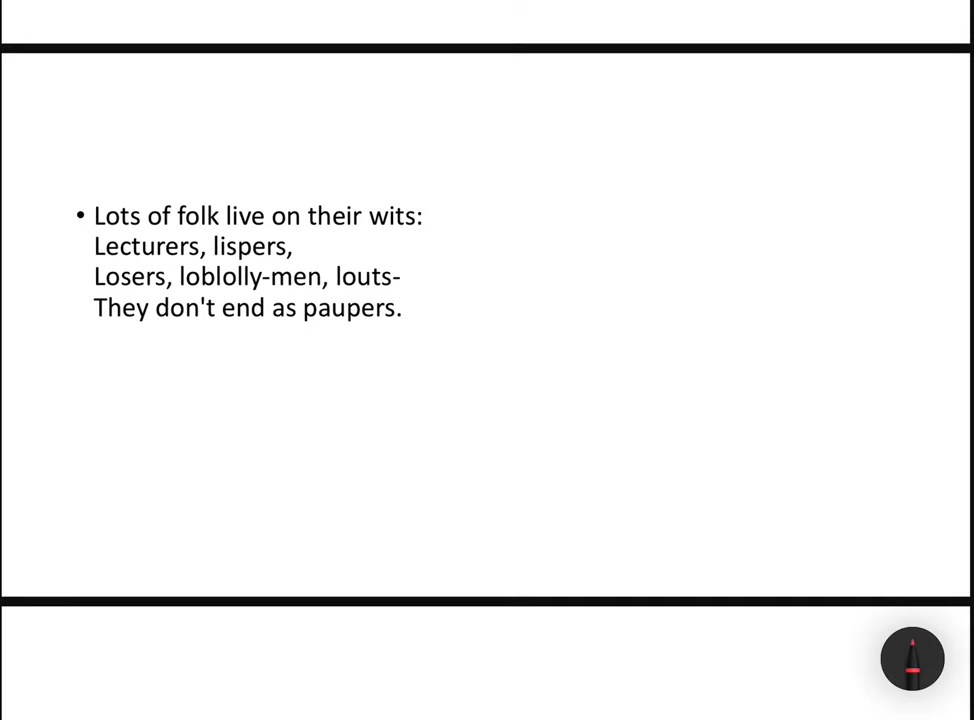 • Lots of folk live on their wits:
Lecturers, lispers,
Losers, loblolly-men, louts-
They don't end as paupers.